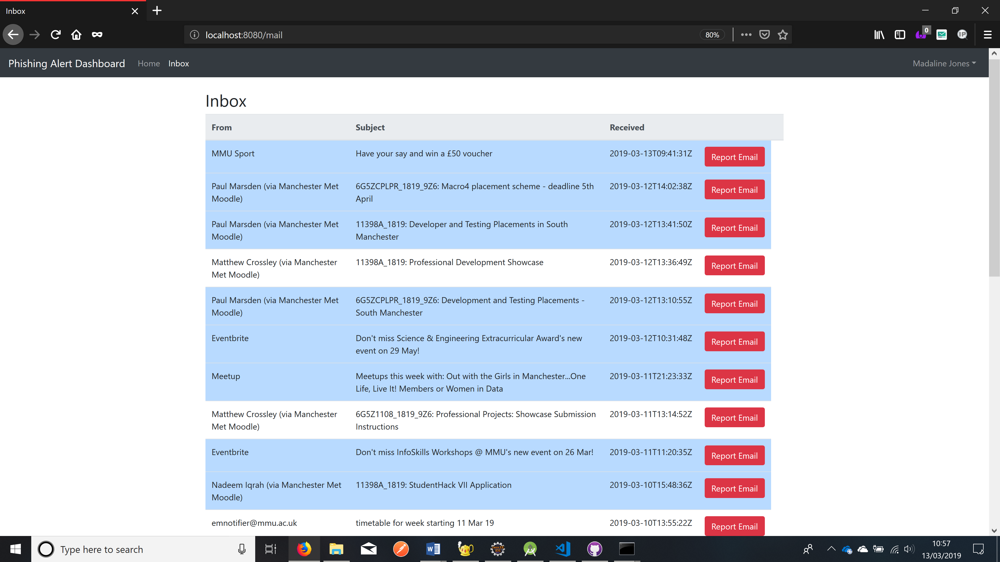 Inbox
localhost:8080/mail
80%
0
IP
Phishing Alert Dashboard Home Inbox Madaline Jones
Inbox
From Subject Received
MMU Sport Have your say and win a £50 voucher 2019-03-13T09:41:31Z Report Email
Paul Marsden (via Manchester Met 6G5ZCPLPR_1819_9Z6: Macro4 placement scheme - deadline 5th 2019-03-12T14:02:38Z Report Email
Moodle) April
Paul Marsden (via Manchester Met 11398A_1819: Developer and Testing Placements in South 2019-03-12T13:41:50Z Report Email
Moodle) Manchester
Matthew Crossley (via Manchester 11398A_1819: Professional Development Showcase 2019-03-12T13:36:49Z Report Email
Met Moodle)
Paul Marsden (via Manchester Met 6G5ZCPLPR_1819_9Z6: Development and Testing Placements - 2019-03-12T13:10:55Z Report Email
Moodle) South Manchester
Eventbrite Don't miss Science & Engineering Extracurricular Award's new 2019-03-12T10:31:48Z Report Email
event on 29 May!
Meetup Meetups this week with: Out with the Girls in Manchester...One 2019-03-11T21:23:33Z Report Email
Life, Live It! Members or Women in Data
Matthew Crossley (via Manchester 6G5Z1108_1819_9Z6: Professional Projects: Showcase Submission 2019-03-11T13:14:52Z Report Email
Met Moodle) Instructions
Eventbrite Don't miss InfoSkills Workshops @ MMU's new event on 26 Mar! 2019-03-11T11:20:35Z Report Email
Nadeem Iqrah (via Manchester Met 11398A_1819: StudentHack VII Application 2019-03-10T15:48:36Z Report Email
Moodle)
emnotifier@mmu.ac.uk timetable for week starting 11 Mar 19 2019-03-10T13:55:22Z Report Email
Type here to search
Java EE
IDE
10:57
13/03/2019